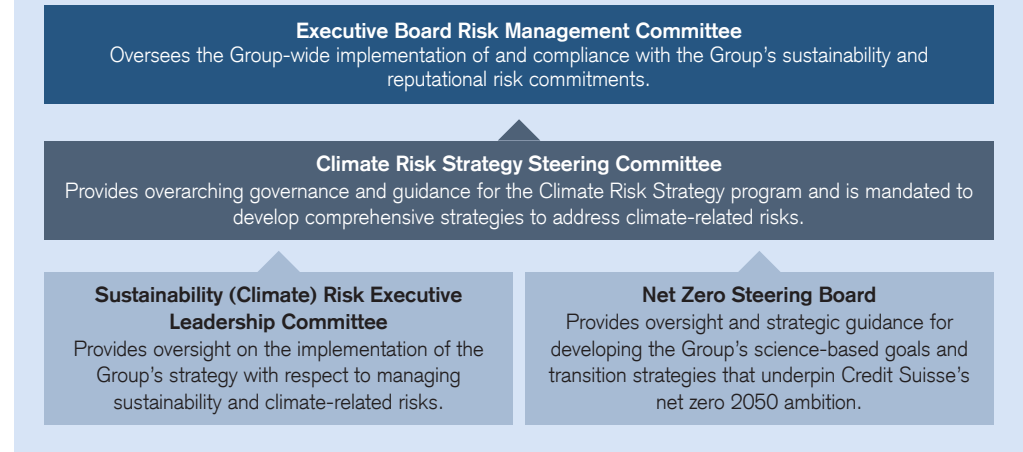 Executive Board Risk Management Committee
Oversees the Group-wide implementation of and compliance with the Group's sustainability and
reputational risk commitments.
Climate Risk Strategy Steering Committee
Provides overarching governance and guidance for the Climate Risk Strategy program and is mandated to
develop comprehensive strategies to address climate-related risks.
Sustainability (Climate) Risk Executive
Leadership Committee
Provides oversight on the implementation of the
Group's strategy with respect to managing
sustainability and climate-related risks.
Net Zero Steering Board
Provides oversight and strategic guidance for
developing the Group's science-based goals and
transition strategies that underpin Credit Suisse's
net zero 2050 ambition.